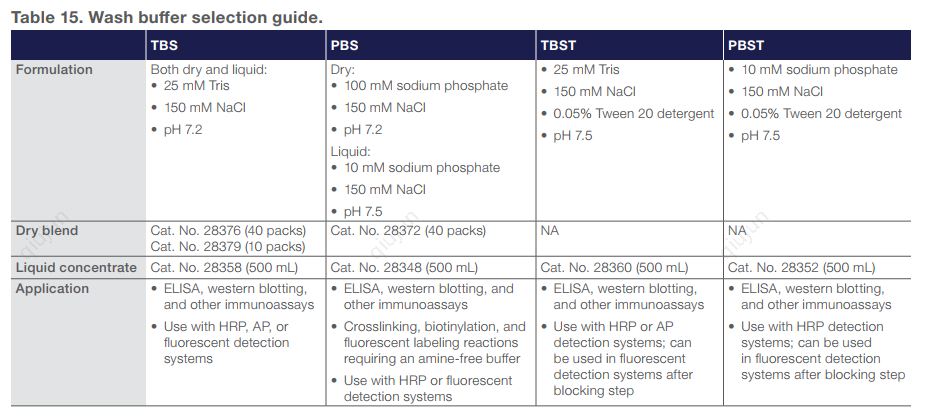 Table 15. Wash buffer selection guide.
TBS PBS TBST PBST
Formulation
Both dry and liquid:
• 25 mM Tris
• 150 mM NaCl
• pH 7.2
Dry:
• 100 mM sodium phosphate
• 150 mM NaCl
• pH 7.2
Liquid:
• 10 mM sodium phosphate
• 150 mM NaCl
• pH 7.5
• 25 mM Tris
• 150 mM NaCl
• 0.05% Tween 20 detergent
• pH 7.5
• 10 mM sodium phosphate
• 150 mM NaCl
• 0.05% Tween 20 detergent
• pH 7.5
Dry blend
Cat. No. 28376 (40 packs)
Cat. No. 28379 (10 packs)
Cat. No. 28372 (40 packs)
NA
NA
Liquid concentrate
Cat. No. 28358 (500 mL)
Cat. No. 28348 (500 mL)
Cat. No. 28360 (500 mL)
Cat. No. 28352 (500 mL)
Application
• ELISA, western blotting,
and other immunoassays
• Use with HRP, AP, or
fluorescent detection
systems
• ELISA, western blotting, and
other immunoassays
• Crosslinking, biotinylation, and
fluorescent labeling reactions
requiring an amine-free buffer
• Use with HRP or fluorescent
detection systems
• ELISA, western blotting,
and other immunoassays
• Use with HRP or AP
detection systems; can
be used in fluorescent
detection systems after
blocking step
• ELISA, western blotting,
and other immunoassays
• Use with HRP detection
systems; can be used
in fluorescent detection
systems after blocking step